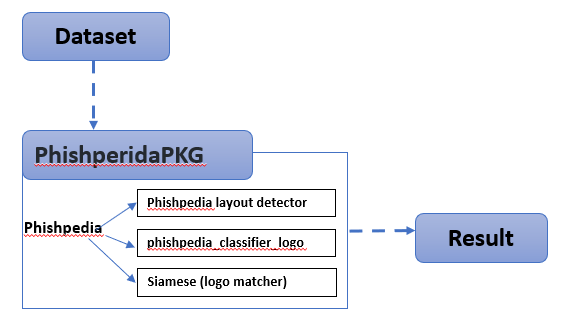 Dataset
PhishperidaPKG
Phishpedia layout detector
Phishpedia
phishpedia_classifier_logo
Siamese (logo matcher)
Result